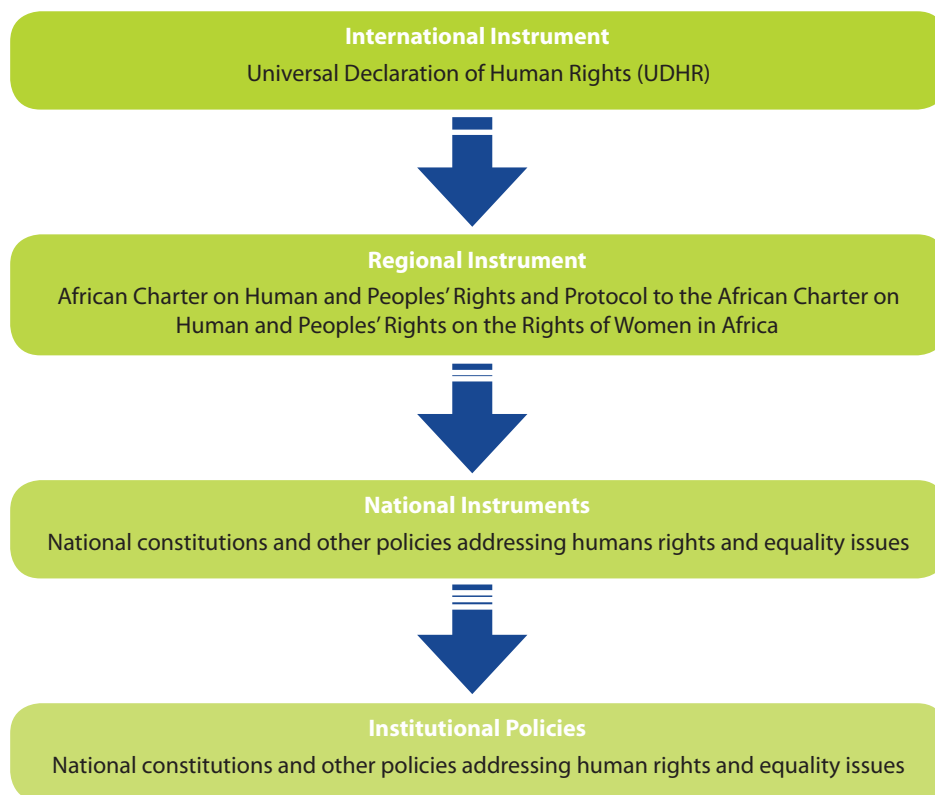 International Instrument
Universal Declaration of Human Rights (UDHR)
Regional Instrument
African Charter on Human and Peoples’ Rights and Protocol to the African Charter on
Human and Peoples’ Rights on the Rights of Women in Africa
National Instruments
National constitutions and other policies addressing humans rights and equality issues
Institutional Policies
National constitutions and other policies addressing human rights and equality issues